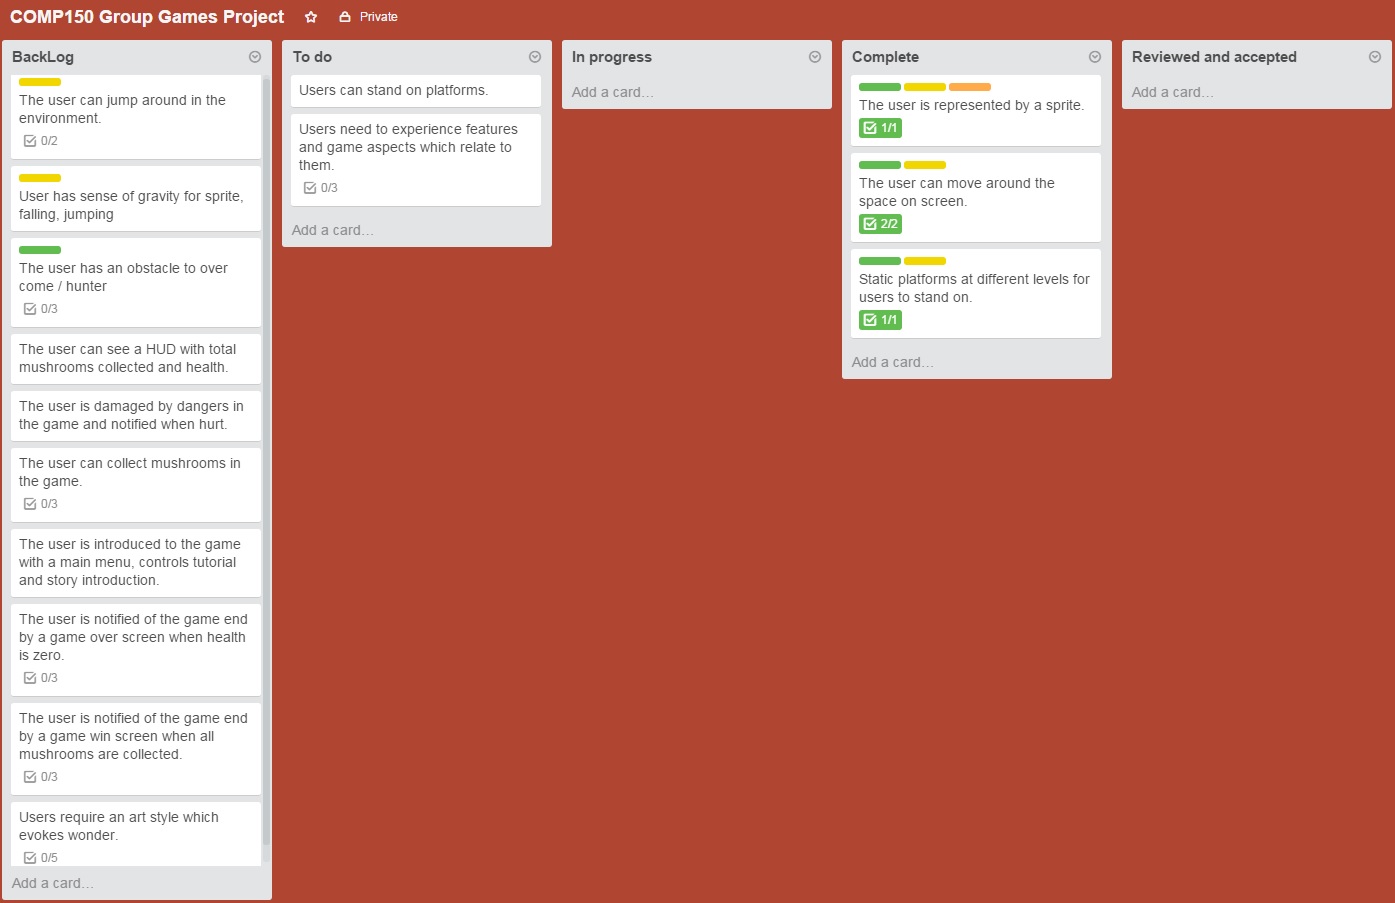 COMP150 Group Games Project
Private
BackLog
The user can jump around in the
environment.
0/2
User has sense of gravity for sprite,
falling, jumping
The user has an obstacle to over
come / hunter
0/3
The user can see a HUD with total
mushrooms collected and health.
The user is damaged by dangers in
the game and notified when hurt.
The user can collect mushrooms in
the game.
0/3
The user is introduced to the game
with a main menu, controls tutorial
and story introduction.
The user is notified of the game end
by a game over screen when health
is zero.
0/3
The user is notified of the game end
by a game win screen when all
mushrooms are collected.
0/3
Users require an art style which
evokes wonder.
0/5
Add a card…
To do
Users can stand on platforms.
Users need to experience features
and game aspects which relate to
them.
0/3
Add a card…
In progress
Add a card…
Complete
The user is represented by a sprite.
1/1
The user can move around the
space on screen.
2/2
Static platforms at different levels for
users to stand on.
1/1
Add a card…
Reviewed and accepted
Add a card…